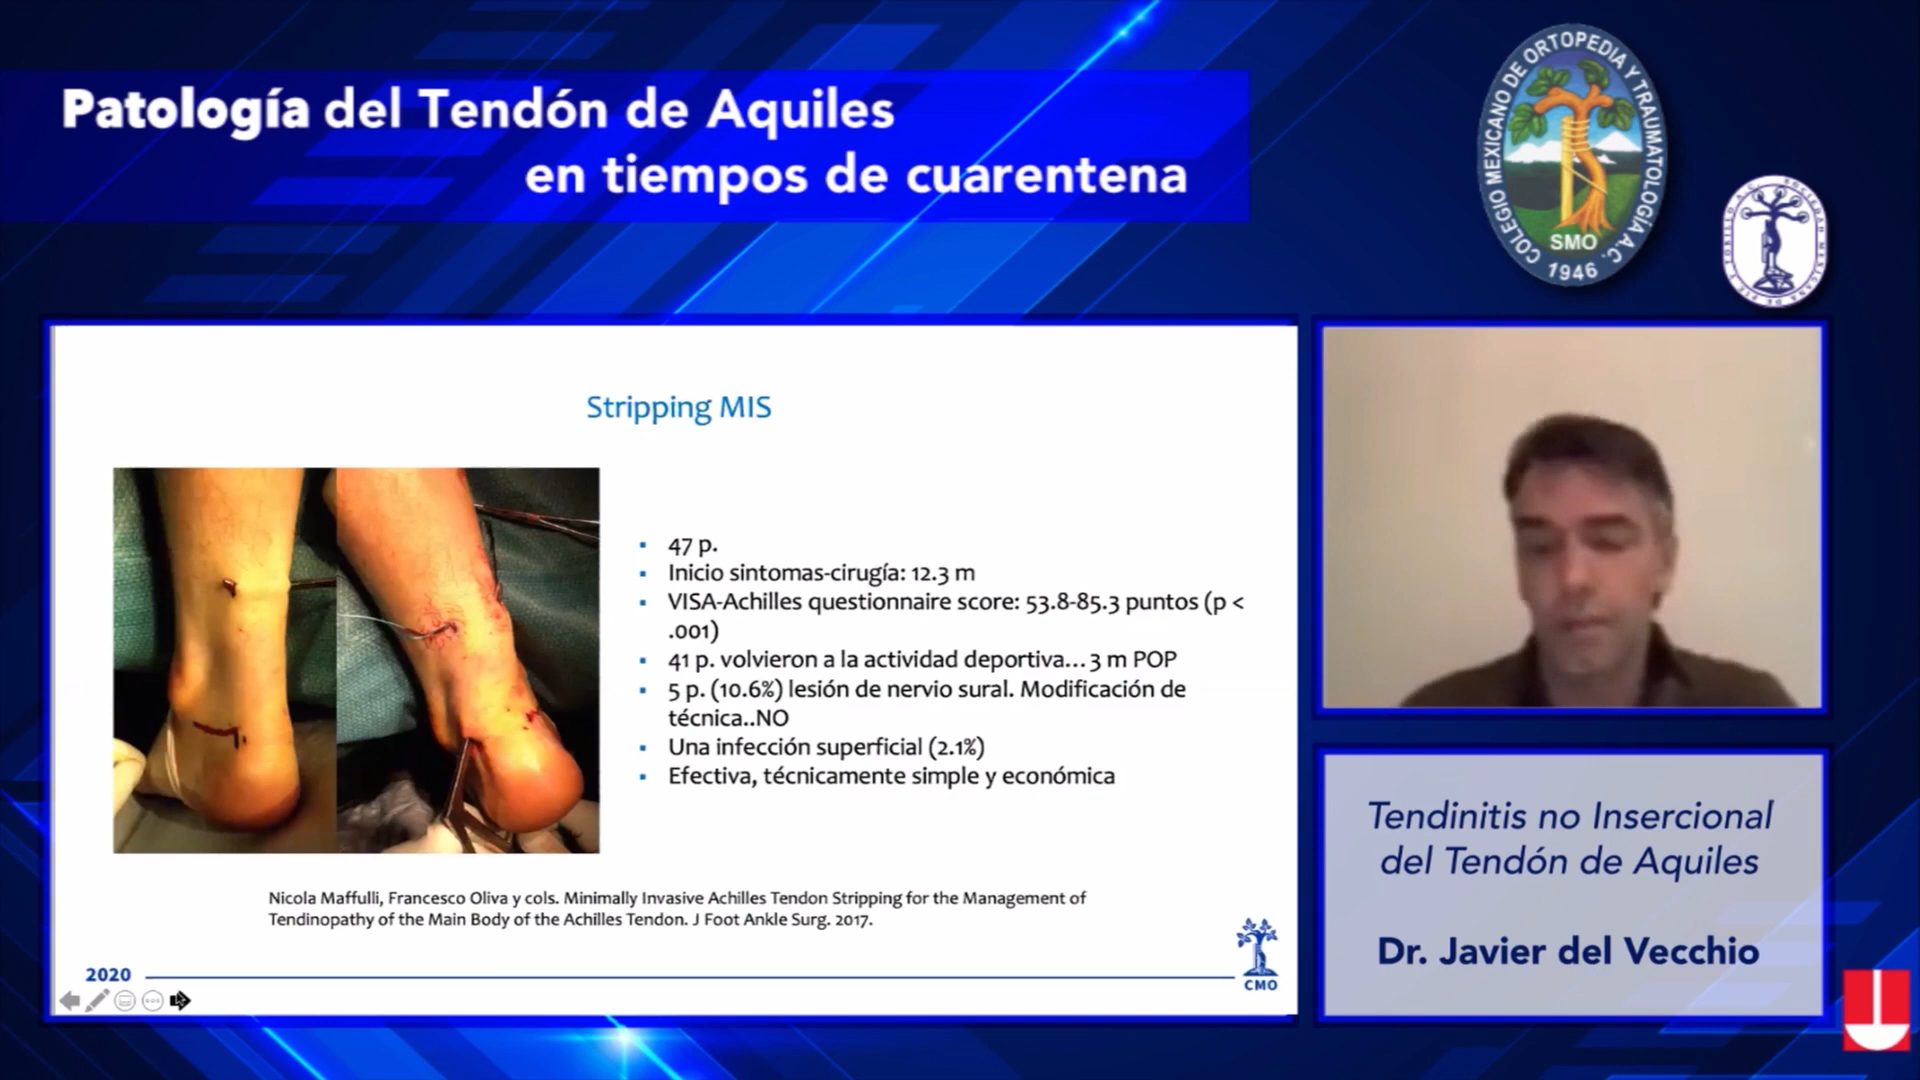 Patología del Tendón de Aquiles
en tiempos de cuarentena
COLEGIO MEXICANO DE ORTOPEDIA Y TRAUMATOLOGÍA A.C.
SMO
1946
Stripping MIS
47 p.
Inicio sintomas-cirugía: 12.3 m
VISA-Achilles questionnaire score: 53.8-85.3 puntos (p <
.001)
41 p. volvieron a la actividad deportiva... 3 m POP
5 p. (10.6%) lesión de nervio sural. Modificación de
técnica..NO
Una infección superficial (2.1%)
Efectiva, técnicamente simple y económica
Nicola Maffulli, Francesco Oliva y cols. Minimally Invasive Achilles Tendon Stripping for the Management of
Tendinopathy of the Main Body of the Achilles Tendon. J Foot Ankle Surg. 2017.
2020
CMO
Tendinitis no Insercional
del Tendón de Aquiles
Dr. Javier del Vecchio